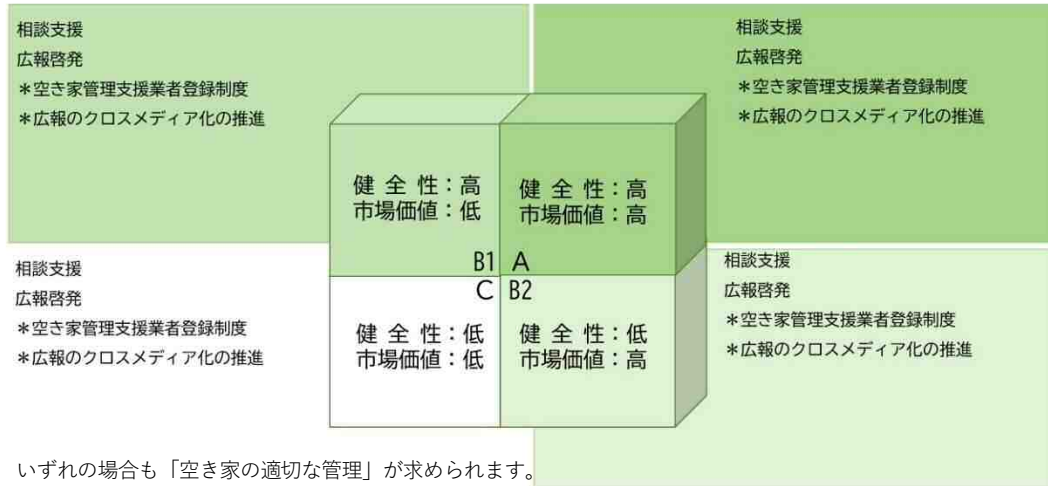 相談支援
広報啓発
＊空き家管理支援業者登録制度
＊広報のクロスメディア化の推進
相談支援
広報啓発
＊空き家管理支援業者登録制度
＊広報のクロスメディア化の推進
健 全 性：高
市場価値：低
健 全 性：高
市場価値：高
B1
A
C
B2
健 全 性：低
市場価値：低
健 全 性：低
市場価値：高
相談支援
広報啓発
＊空き家管理支援業者登録制度
＊広報のクロスメディア化の推進
相談支援
広報啓発
＊空き家管理支援業者登録制度
＊広報のクロスメディア化の推進
いずれの場合も「空き家の適切な管理」が求められます。